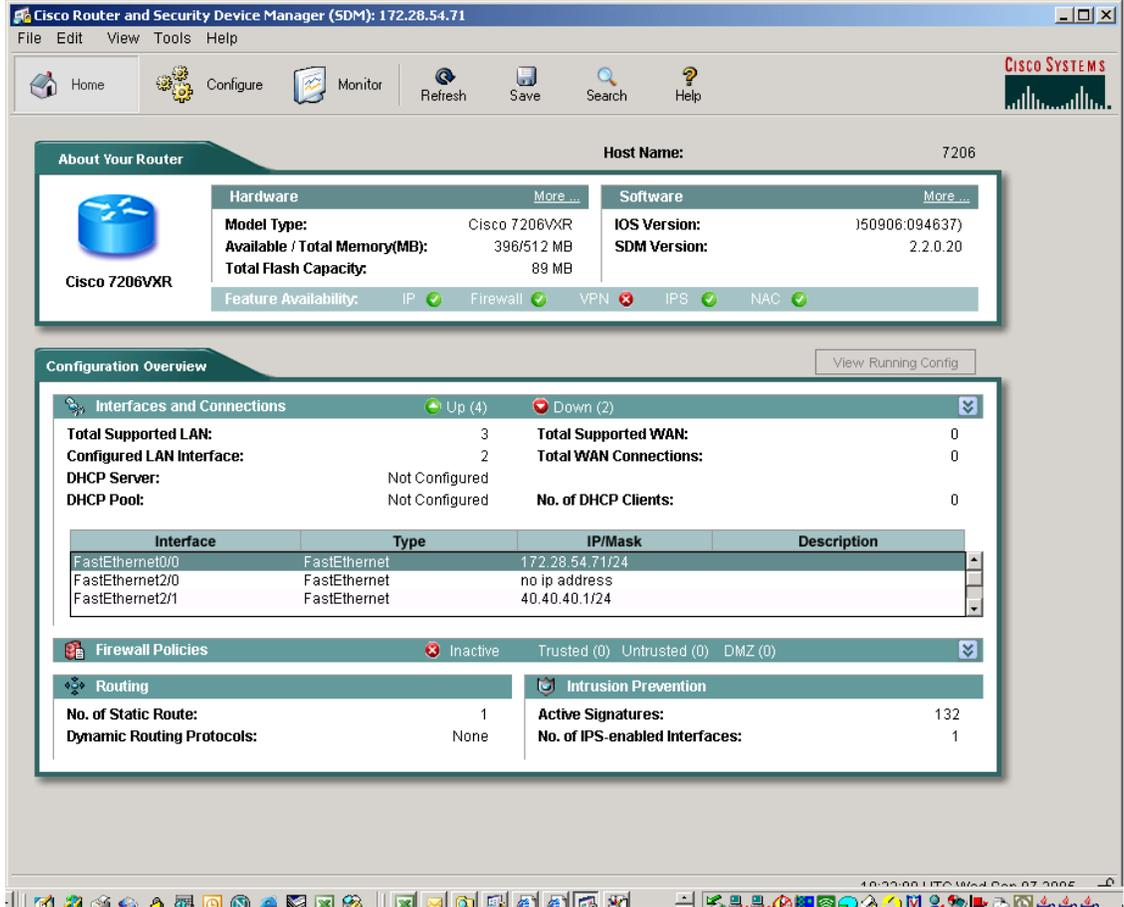 Cisco Router and Security Device Manager (SDM): 172.28.54.71
File Edit View Tools Help
Home Configure Monitor Refresh Save Search Help
CISCO SYSTEMS
About Your Router
Host Name: 7206
Hardware More ...
Software More ...
Model Type: Cisco 7206VXR
IOS Version: )50906:094637)
Available / Total Memory(MB): 396/512 MB
SDM Version: 2.2.0.20
Total Flash Capacity: 89 MB
Cisco 7206VXR
Feature Availability: IP Firewall VPN IPS NAC
Configuration Overview
View Running Config
Interfaces and Connections Up (4) Down (2)
Total Supported LAN: 3 Total Supported WAN: 0
Configured LAN Interface: 2 Total WAN Connections: 0
DHCP Server: Not Configured
DHCP Pool: Not Configured No. of DHCP Clients: 0
Interface Type IP/Mask Description
FastEthernet0/0 FastEthernet 172.28.54.71/24
FastEthernet2/0 FastEthernet no ip address
FastEthernet2/1 FastEthernet 40.40.40.1/24
Firewall Policies Inactive Trusted (0) Untrusted (0) DMZ (0)
Routing
Intrusion Prevention
No. of Static Route: 1
Active Signatures: 132
Dynamic Routing Protocols: None
No. of IPS-enabled Interfaces: 1
UTC Wed Sep 07 2005